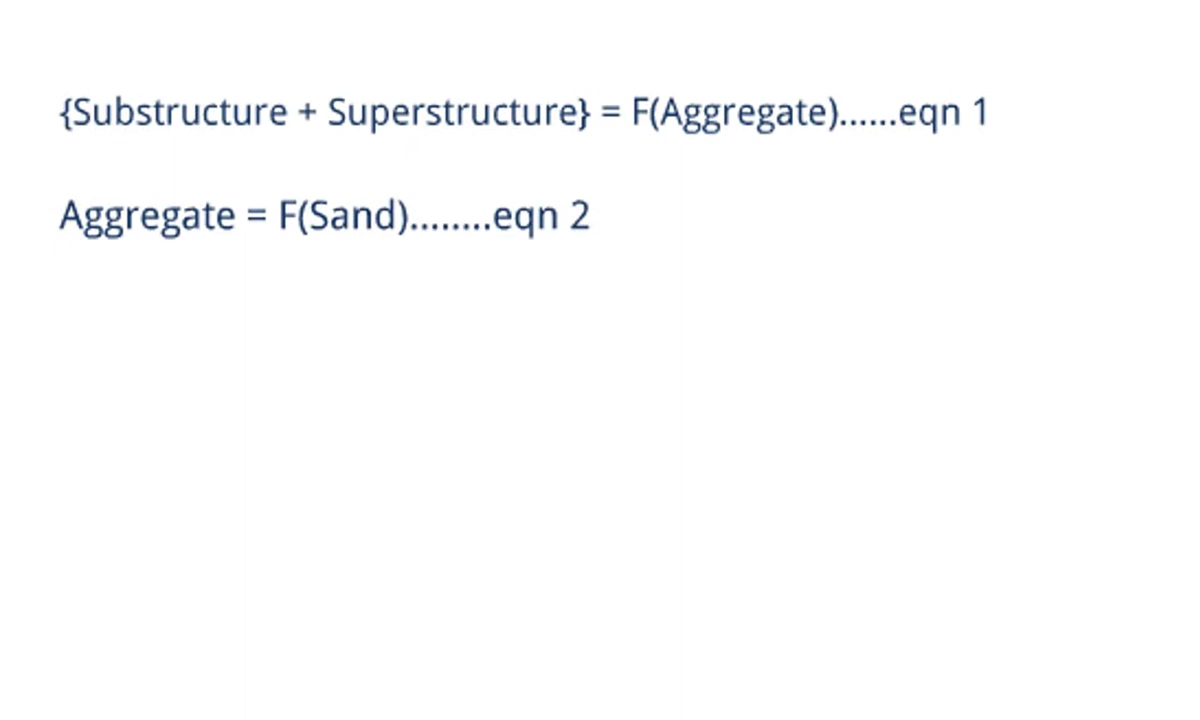 {Substructure + Superstructure} = F(Aggregate)......eqn 1
Aggregate = F(Sand)........eqn 2